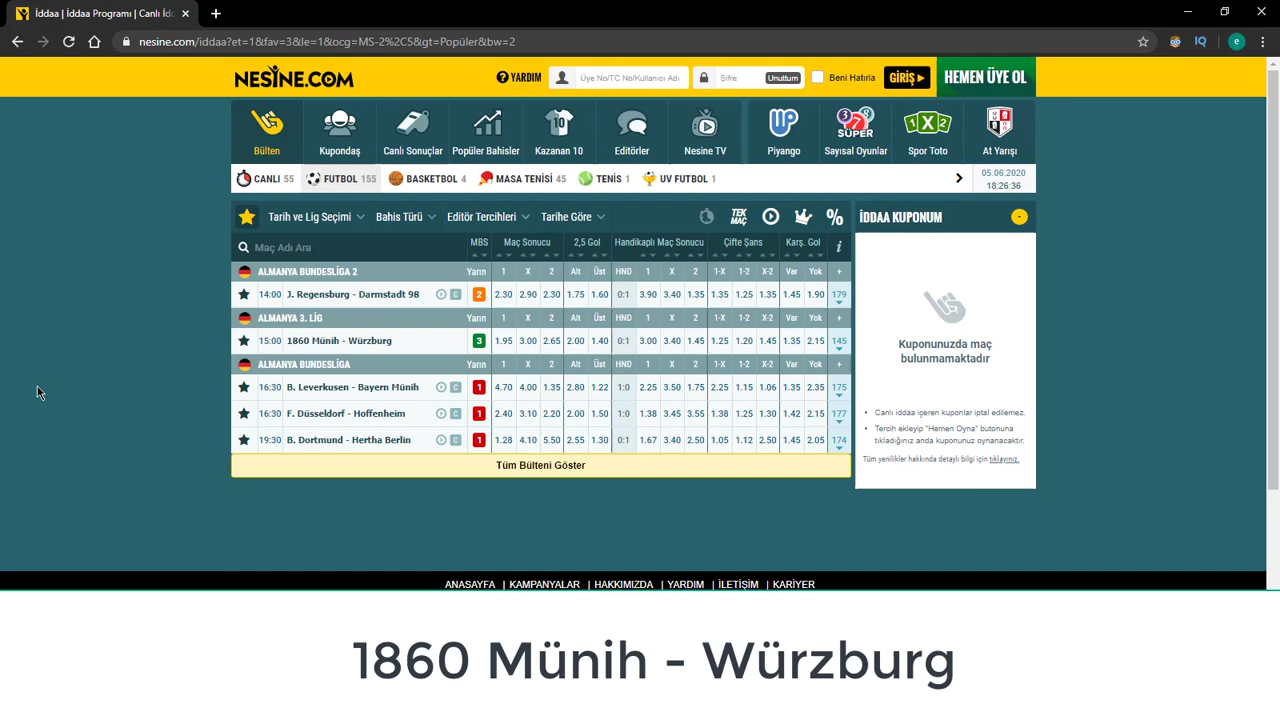 İddaa | İddaa Programı | Canlı İdd
nesine.com/iddaa?et=1&fav=3&le=1&ocg=MS-2%2C5&gt=Popüler&bw=2
IQ
e
NESINE.COM
YARDIM
Üye No/TC No/Kullanıcı Adı
Şifre
Unuttum
Beni Hatırla
GİRİŞ
HEMEN ÜYE OL
Bülten
Kupondaş
Canlı Sonuçlar
Popüler Bahisler
10
Kazanan 10
Editörler
Nesine TV
Piyango
3 7 8
SÜPER
Sayısal Oyunlar
1 X 2
Spor Toto
At Yarışı
CANLI 55
FUTBOL 155
BASKETBOL 4
MASA TENİSİ 45
TENİS 1
UV FUTBOL 1
05.06.2020
18:26:36
Tarih ve Lig Seçimi
Bahis Türü
Editör Tercihleri
Tarihe Göre
TEK MAÇ
%
İDDAA KUPONUM
Maç Adı Ara
MBS Maç Sonucu 2,5 Gol Handikaplı Maç Sonucu Çifte Şans Karş. Gol i
ALMANYA BUNDESLİGA 2 Yarın 1 X 2 Alt Üst HND 1 X 2 1-X 1-2 X-2 Var Yok +
14:00 J. Regensburg - Darmstadt 98 C 2 2.30 2.90 2.30 1.75 1.60 0:1 3.90 3.40 1.35 1.35 1.25 1.35 1.45 1.90 179
ALMANYA 3. LİG Yarın 1 X 2 Alt Üst HND 1 X 2 1-X 1-2 X-2 Var Yok +
15:00 1860 Münih - Würzburg 3 1.95 3.00 2.65 2.00 1.40 0:1 3.00 3.40 1.45 1.25 1.20 1.45 1.35 2.15 145
ALMANYA BUNDESLİGA Yarın 1 X 2 Alt Üst HND 1 X 2 1-X 1-2 X-2 Var Yok +
16:30 B. Leverkusen - Bayern Münih C 1 4.70 4.00 1.35 2.80 1.22 1:0 2.25 3.50 1.75 2.25 1.15 1.06 1.35 2.35 175
16:30 F. Düsseldorf - Hoffenheim C 1 2.40 3.10 2.20 2.00 1.50 1:0 1.38 3.45 3.55 1.38 1.25 1.30 1.42 2.15 177
19:30 B. Dortmund - Hertha Berlin C 1 1.28 4.10 5.50 2.55 1.30 0:1 1.67 3.40 2.50 1.05 1.12 2.50 1.45 2.05 174
Tüm Bülteni Göster
Kuponunuzda maç
bulunmamaktadır
• Canlı iddaa içeren kuponlar iptal edilemez.
• Tercih ekleyip "Hemen Oyna" butonuna
tıkladığınız anda kuponunuz oynanacaktır.
Tüm yenilikler hakkında detaylı bilgi için tıklayınız.
ANASAYFA | KAMPANYALAR | HAKKIMIZDA | YARDIM | İLETİŞİM | KARİYER
1860 Münih - Würzburg